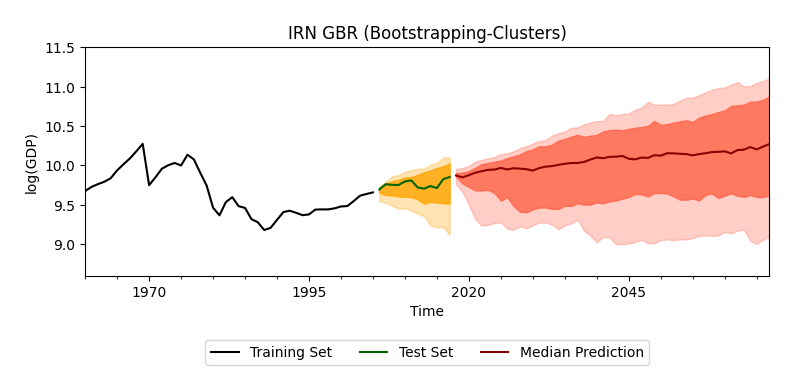 IRN GBR (Bootstrapping-Clusters)
11.5
11.0
10.5
10.0
9.5
9.0
log(GDP)
1970 1995 2020 2045
Time
Training Set Test Set Median Prediction